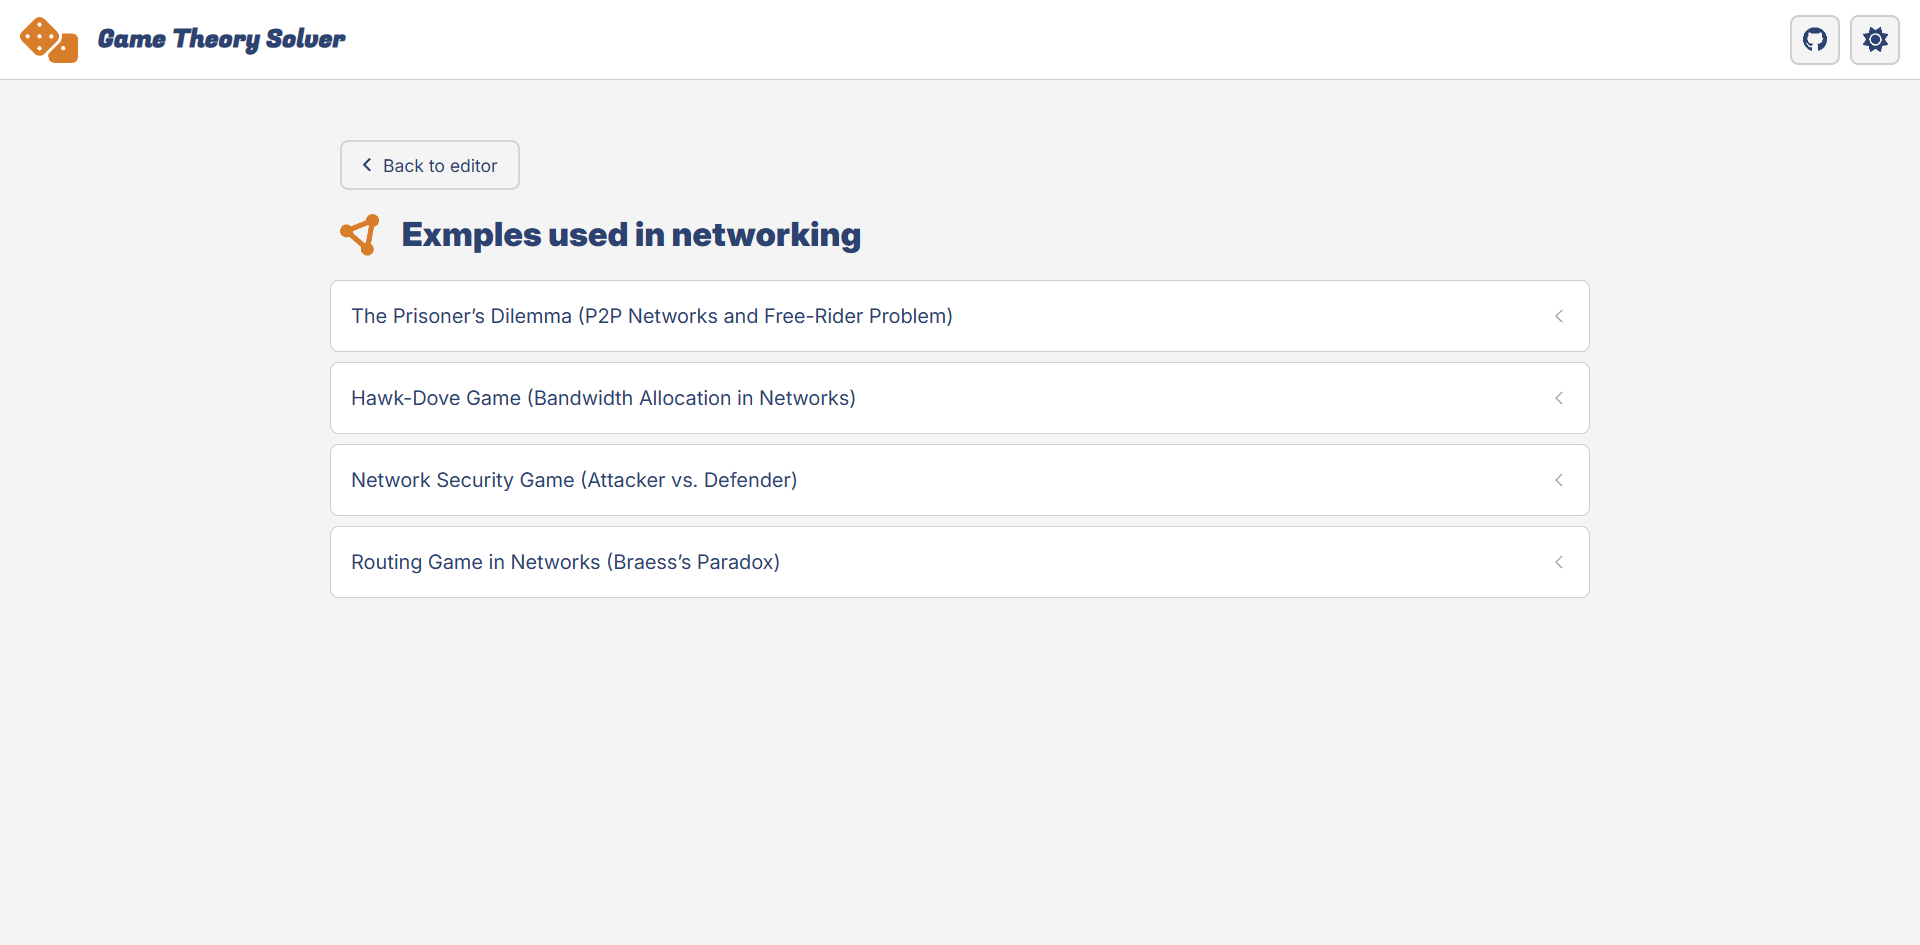 Game Theory Solver
Back to editor
Exmples used in networking
The Prisoner’s Dilemma (P2P Networks and Free-Rider Problem)
Hawk-Dove Game (Bandwidth Allocation in Networks)
Network Security Game (Attacker vs. Defender)
Routing Game in Networks (Braess’s Paradox)